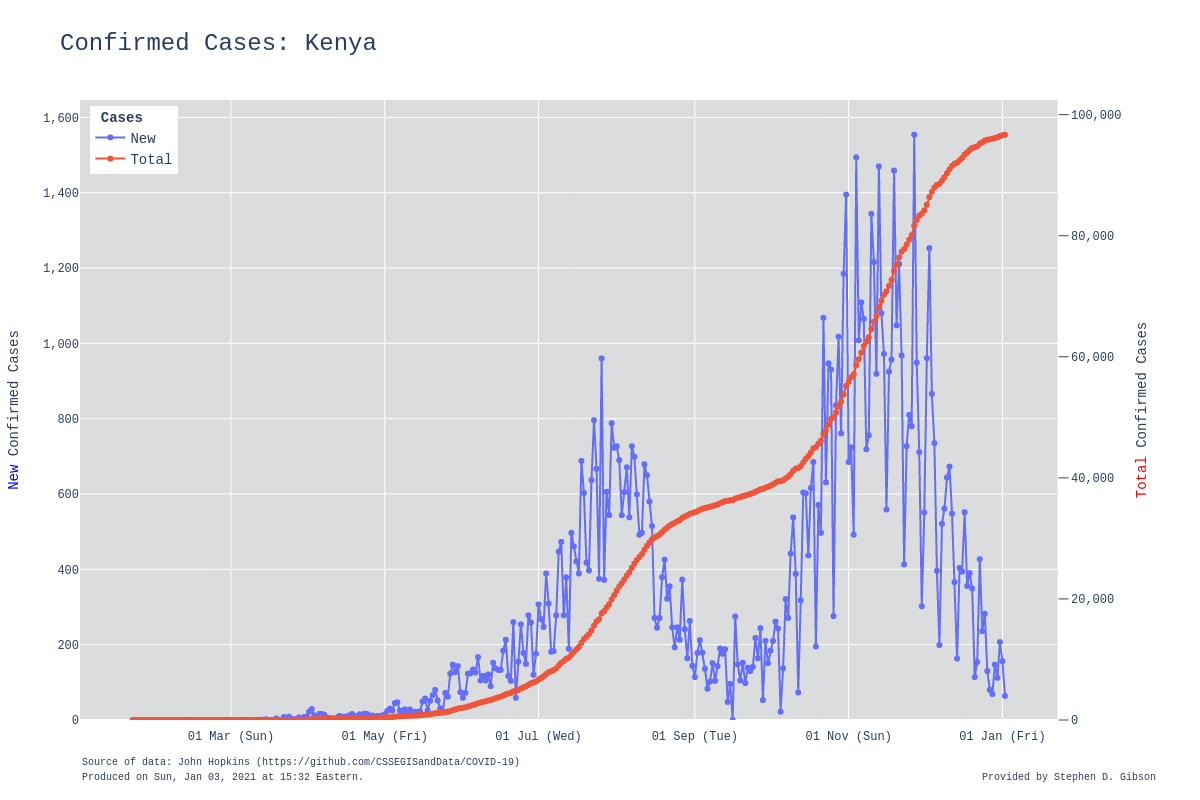 Confirmed Cases: Kenya
Cases
New
Total
1,600
1,400
1,200
1,000
800
600
400
200
0
New Confirmed Cases
100,000
80,000
60,000
40,000
20,000
0
Total Confirmed Cases
01 Mar (Sun)
01 May (Fri)
01 Jul (Wed)
01 Sep (Tue)
01 Nov (Sun)
01 Jan (Fri)
Source of data: John Hopkins (https://github.com/CSSEGISandData/COVID-19)
Produced on Sun, Jan 03, 2021 at 15:32 Eastern.
Provided by Stephen D. Gibson